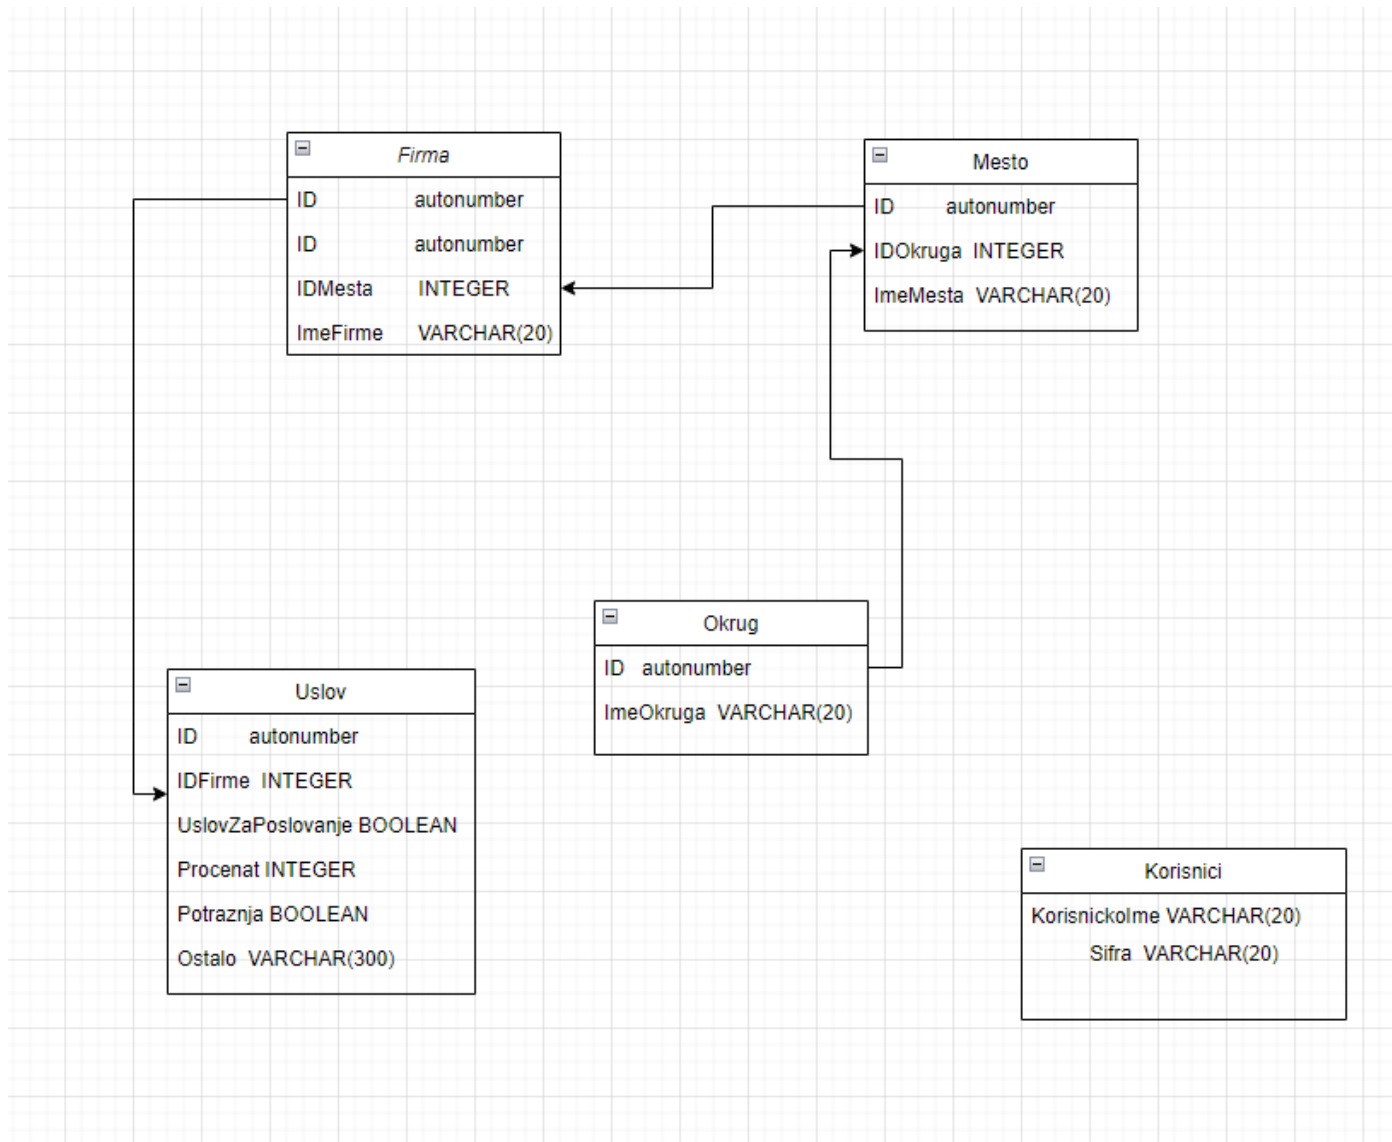 Firma
ID autonumber
ID autonumber
IDMesta INTEGER
ImeFirme VARCHAR(20)
Mesto
ID autonumber
IDOkruga INTEGER
ImeMesta VARCHAR(20)
Okrug
ID autonumber
ImeOkruga VARCHAR(20)
Uslov
ID autonumber
IDFirme INTEGER
UslovZaPoslovanje BOOLEAN
Procenat INTEGER
Potraznja BOOLEAN
Ostalo VARCHAR(300)
Korisnici
KorisnickoIme VARCHAR(20)
Sifra VARCHAR(20)